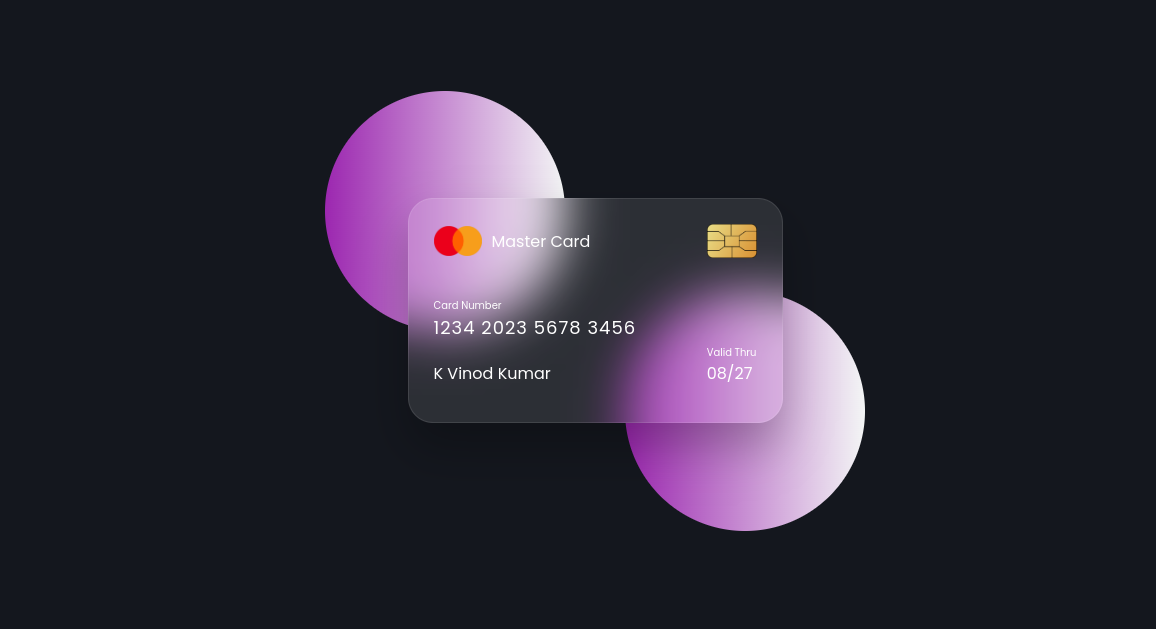 Master Card
Card Number
1234 2023 5678 3456
Valid Thru
K Vinod Kumar
08/27